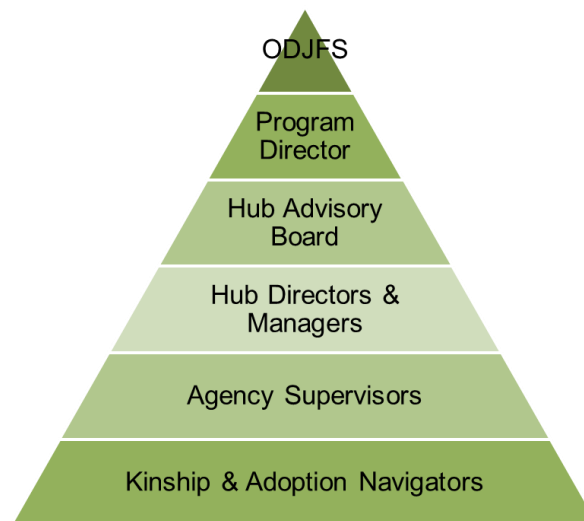 ODJFS
Program
Director
Hub Advisory
Board
Hub Directors &
Managers
Agency Supervisors
Kinship & Adoption Navigators